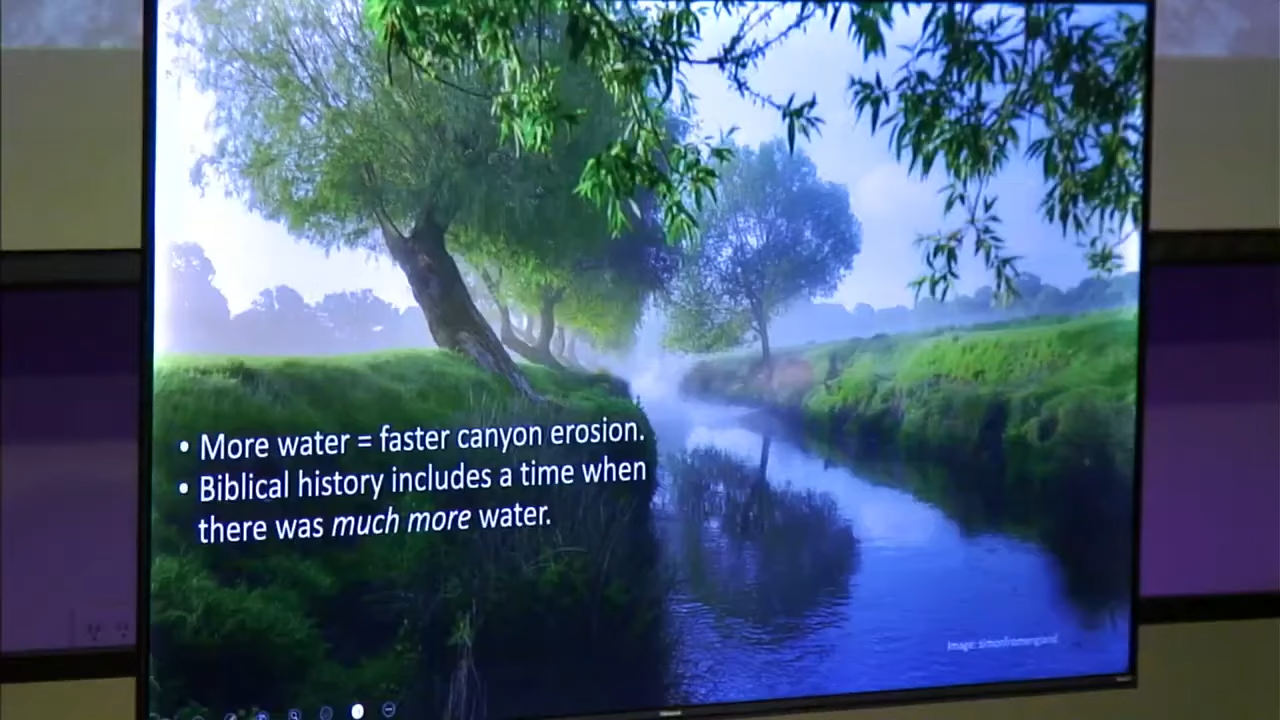 • More water = faster canyon erosion.
• Biblical history includes a time when
there was much more water.
Image: simonfromengland